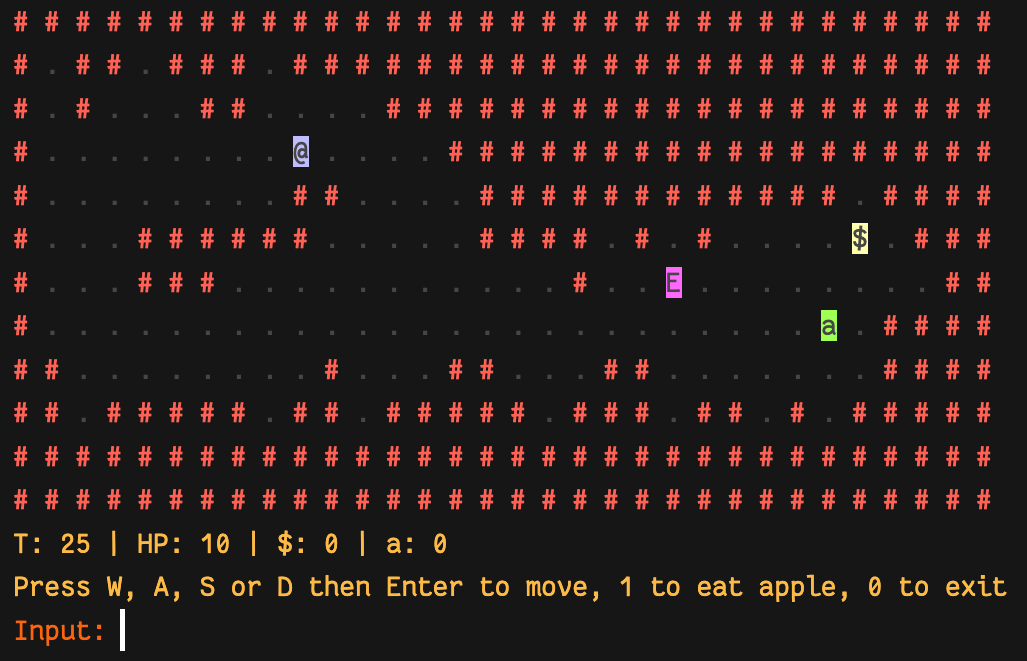 # # # # # # # # # # # # # # # # # # # # # # # # # # # # # # # #
# . # # . # # # . # # # # # # # # # # # # # # # # # # # # # # #
# . # . . . # # . . . . # # # # # # # # # # # # # # # # # # # #
# . . . . . . . . @ . . . . # # # # # # # # # # # # # # # # # #
# . . . . . . . . # # . . . . # # # # # # # # # # # # . # # # #
# . . . # # # # # # . . . . . # # # # . # . # . . . . $ . # # #
# . . . # # # . . . . . . . . . . . # . . E . . . . . . . . # #
# . . . . . . . . . . . . . . . . . . . . . . . . . a . # # # #
# # . . . . . . . . # . . . # # . . . # # . . . . . . . # # # #
# # . # # # # # . # # . # # # # # . # # # . # # . # . # # # # #
# # # # # # # # # # # # # # # # # # # # # # # # # # # # # # # #
# # # # # # # # # # # # # # # # # # # # # # # # # # # # # # # #
T: 25 | HP: 10 | $: 0 | a: 0
Press W, A, S or D then Enter to move, 1 to eat apple, 0 to exit
Input: